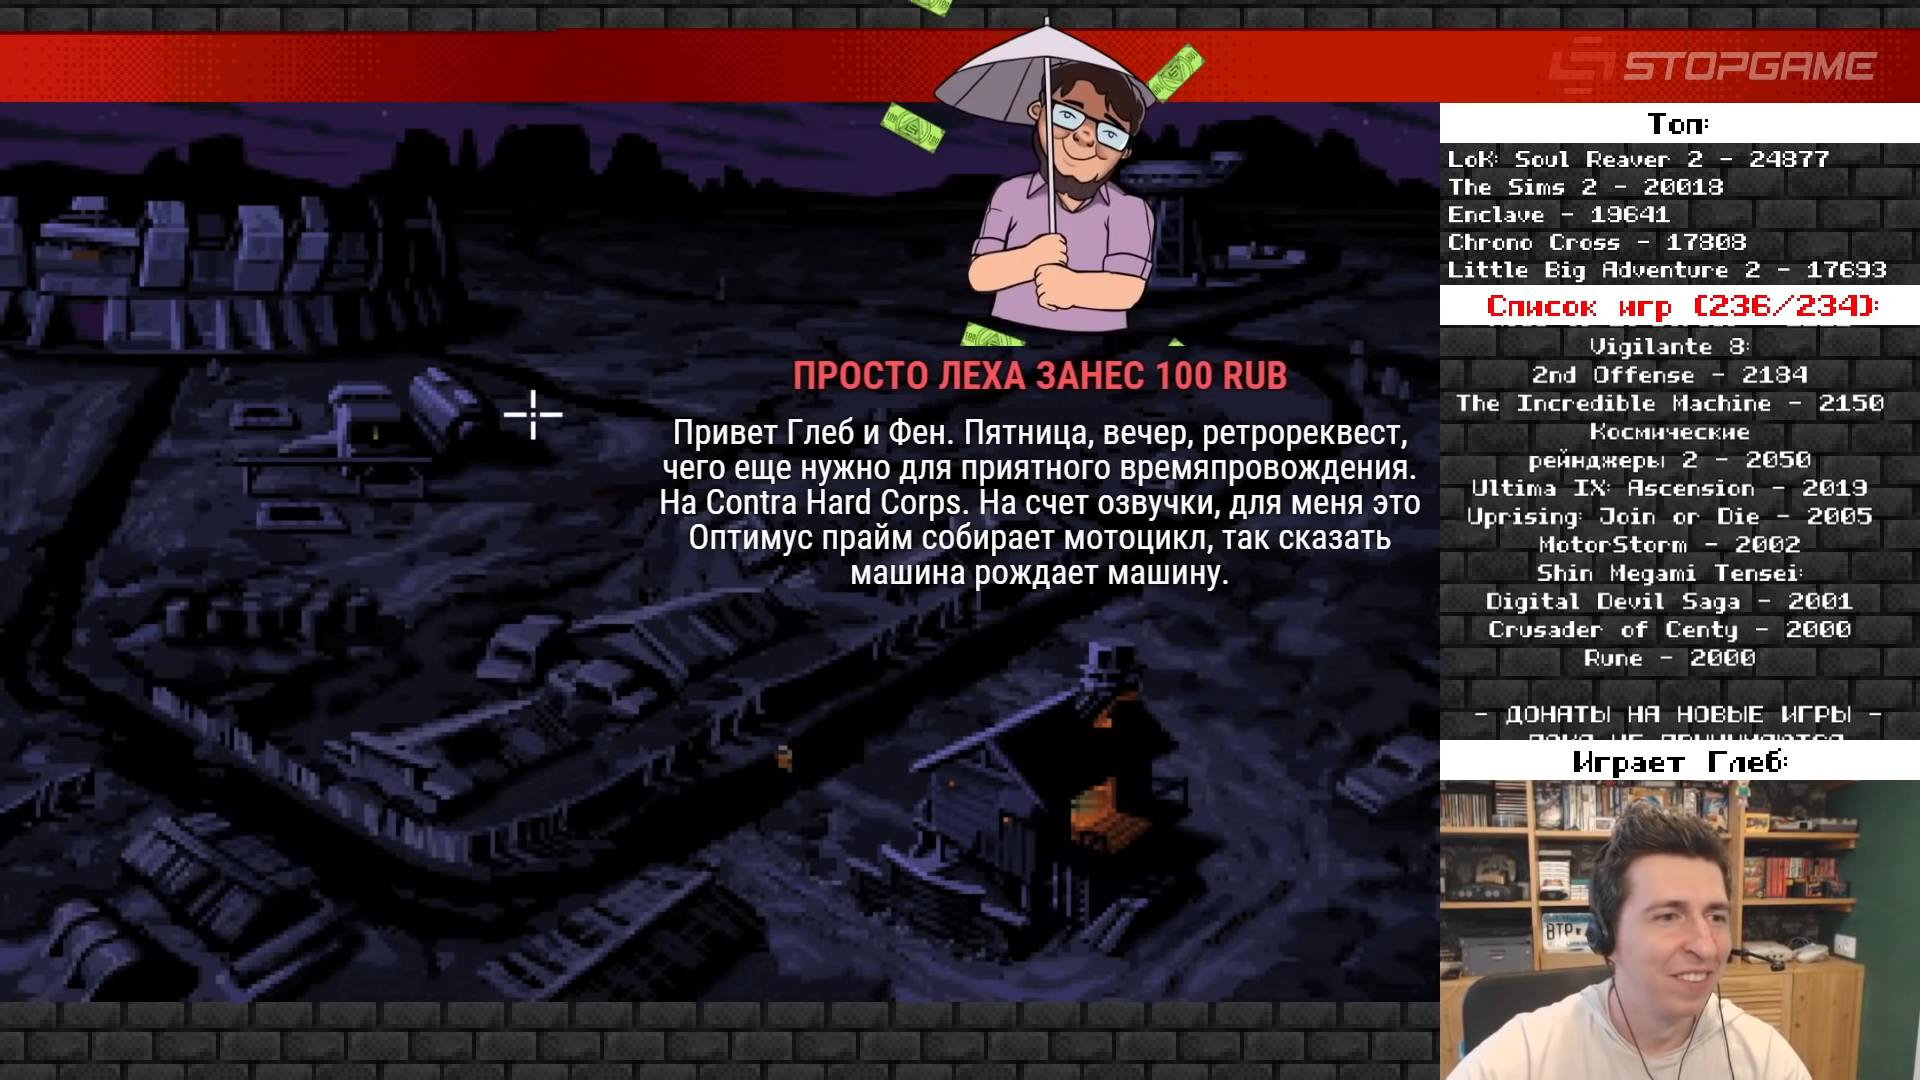 STOPGAME
ПРОСТО ЛЕХА ЗАНЕС 100 RUB
Привет Глеб и Фен. Пятница, вечер, ретрореквест,
чего еще нужно для приятного времяпровождения.
На Contra Hard Corps. На счет озвучки, для меня это
Оптимус прайм собирает мотоцикл, так сказать
машина рождает машину.
Топ:
LoK: Soul Reaver 2 - 24877
The Sims 2 - 20018
Enclave - 19641
Chrono Cross - 17808
Little Big Adventure 2 - 17693
Список игр (236/234):
Vigilante 8:
2nd Offense - 2184
The Incredible Machine - 2150
Космические
рейнджеры 2 - 2050
Ultima IX: Ascension - 2019
Uprising: Join or Die - 2005
MotorStorm - 2002
Shin Megami Tensei:
Digital Devil Saga - 2001
Crusader of Centy - 2000
Rune - 2000
- ДОНАТЫ НА НОВЫЕ ИГРЫ -
Играет Глеб:
BTP